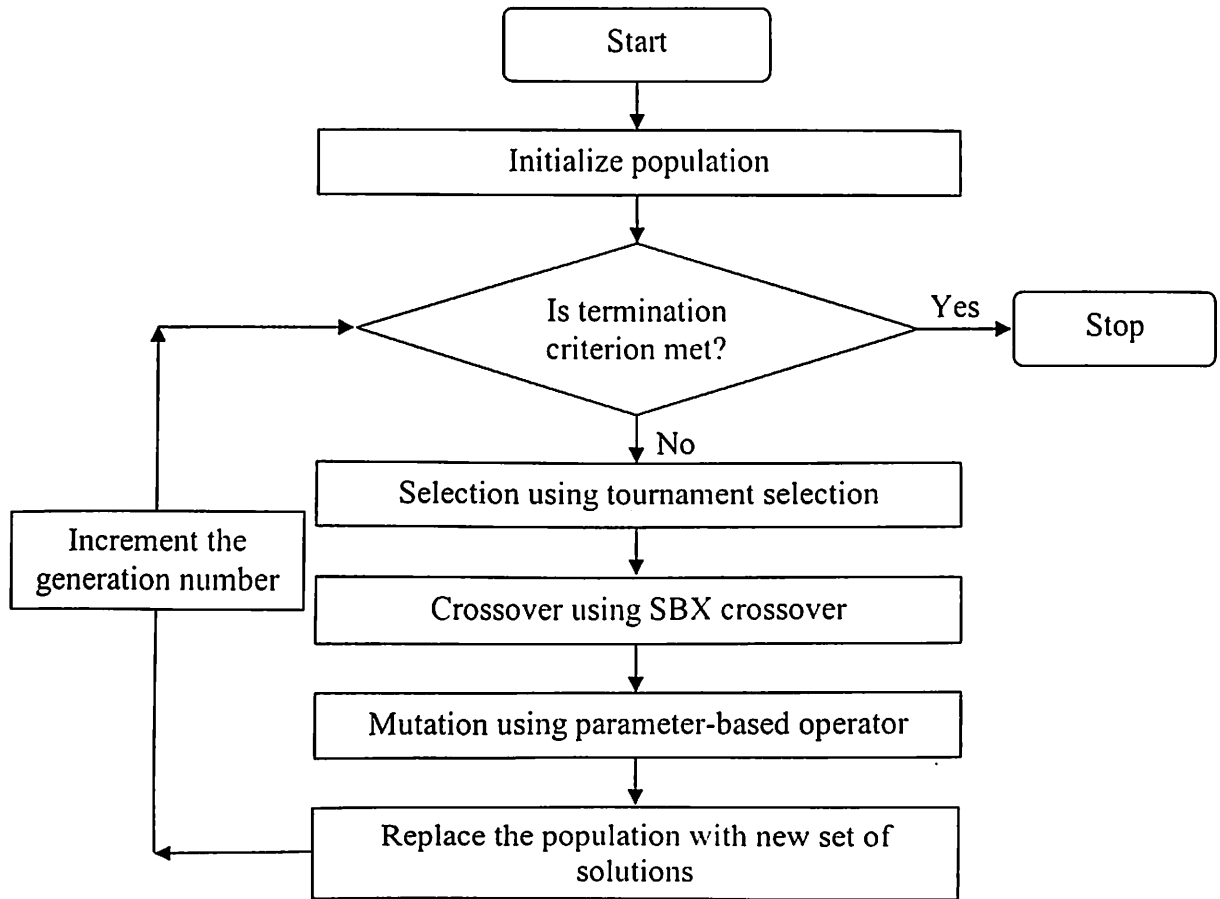 Start
Initialize population
Is termination
criterion met?
Yes
Stop
No
Selection using tournament selection
Increment the
generation number
Crossover using SBX crossover
Mutation using parameter-based operator
Replace the population with new set of
solutions